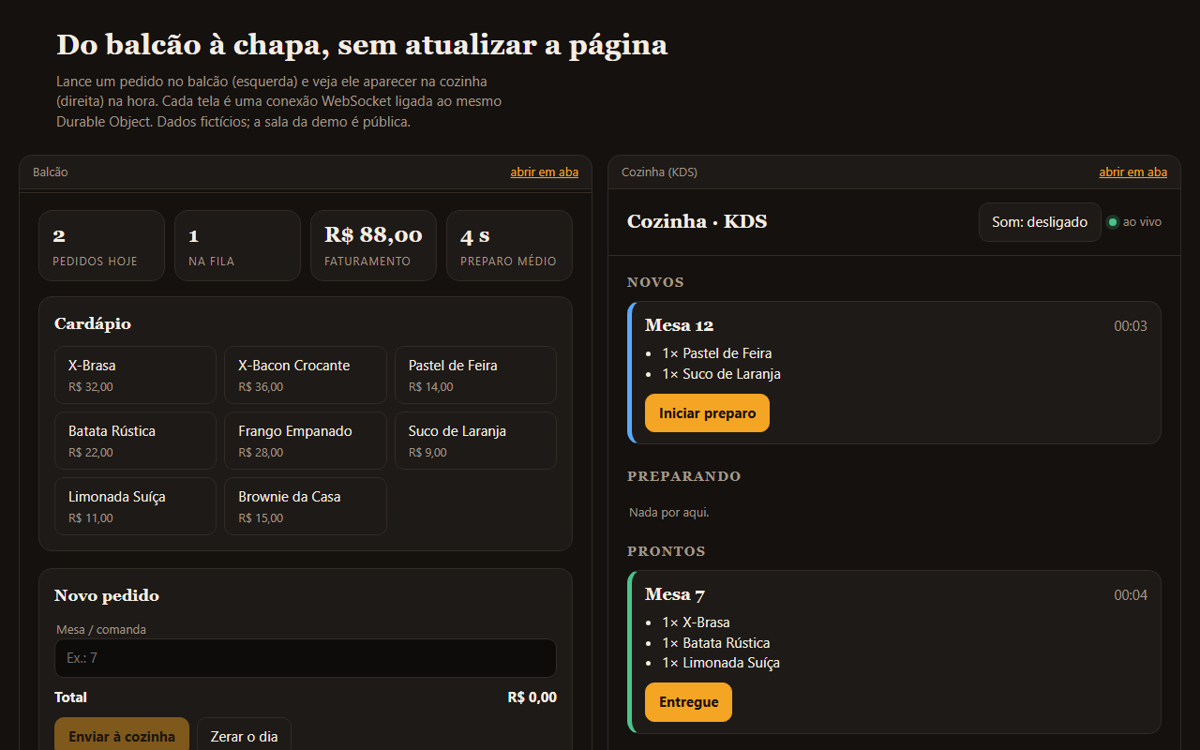 Do balcão à chapa, sem atualizar a página
Lance um pedido no balcão (esquerda) e veja ele aparecer na cozinha
(direita) na hora. Cada tela é uma conexão WebSocket ligada ao mesmo
Durable Object. Dados fictícios; a sala da demo é pública.
Balcão
abrir em aba
2
PEDIDOS HOJE
1
NA FILA
R$ 88,00
FATURAMENTO
4 s
PREPARO MÉDIO
Cardápio
X-Brasa
R$ 32,00
X-Bacon Crocante
R$ 36,00
Pastel de Feira
R$ 14,00
Batata Rústica
R$ 22,00
Frango Empanado
R$ 28,00
Suco de Laranja
R$ 9,00
Limonada Suíça
R$ 11,00
Brownie da Casa
R$ 15,00
Novo pedido
Mesa / comanda
Ex.: 7
Total
R$ 0,00
Enviar à cozinha
Zerar o dia
Cozinha (KDS)
abrir em aba
Cozinha · KDS
Som: desligado
ao vivo
NOVOS
Mesa 12
00:03
• 1× Pastel de Feira
• 1× Suco de Laranja
Iniciar preparo
PREPARANDO
Nada por aqui.
PRONTOS
Mesa 7
00:04
• 1× X-Brasa
• 1× Batata Rústica
• 1× Limonada Suíça
Entregue